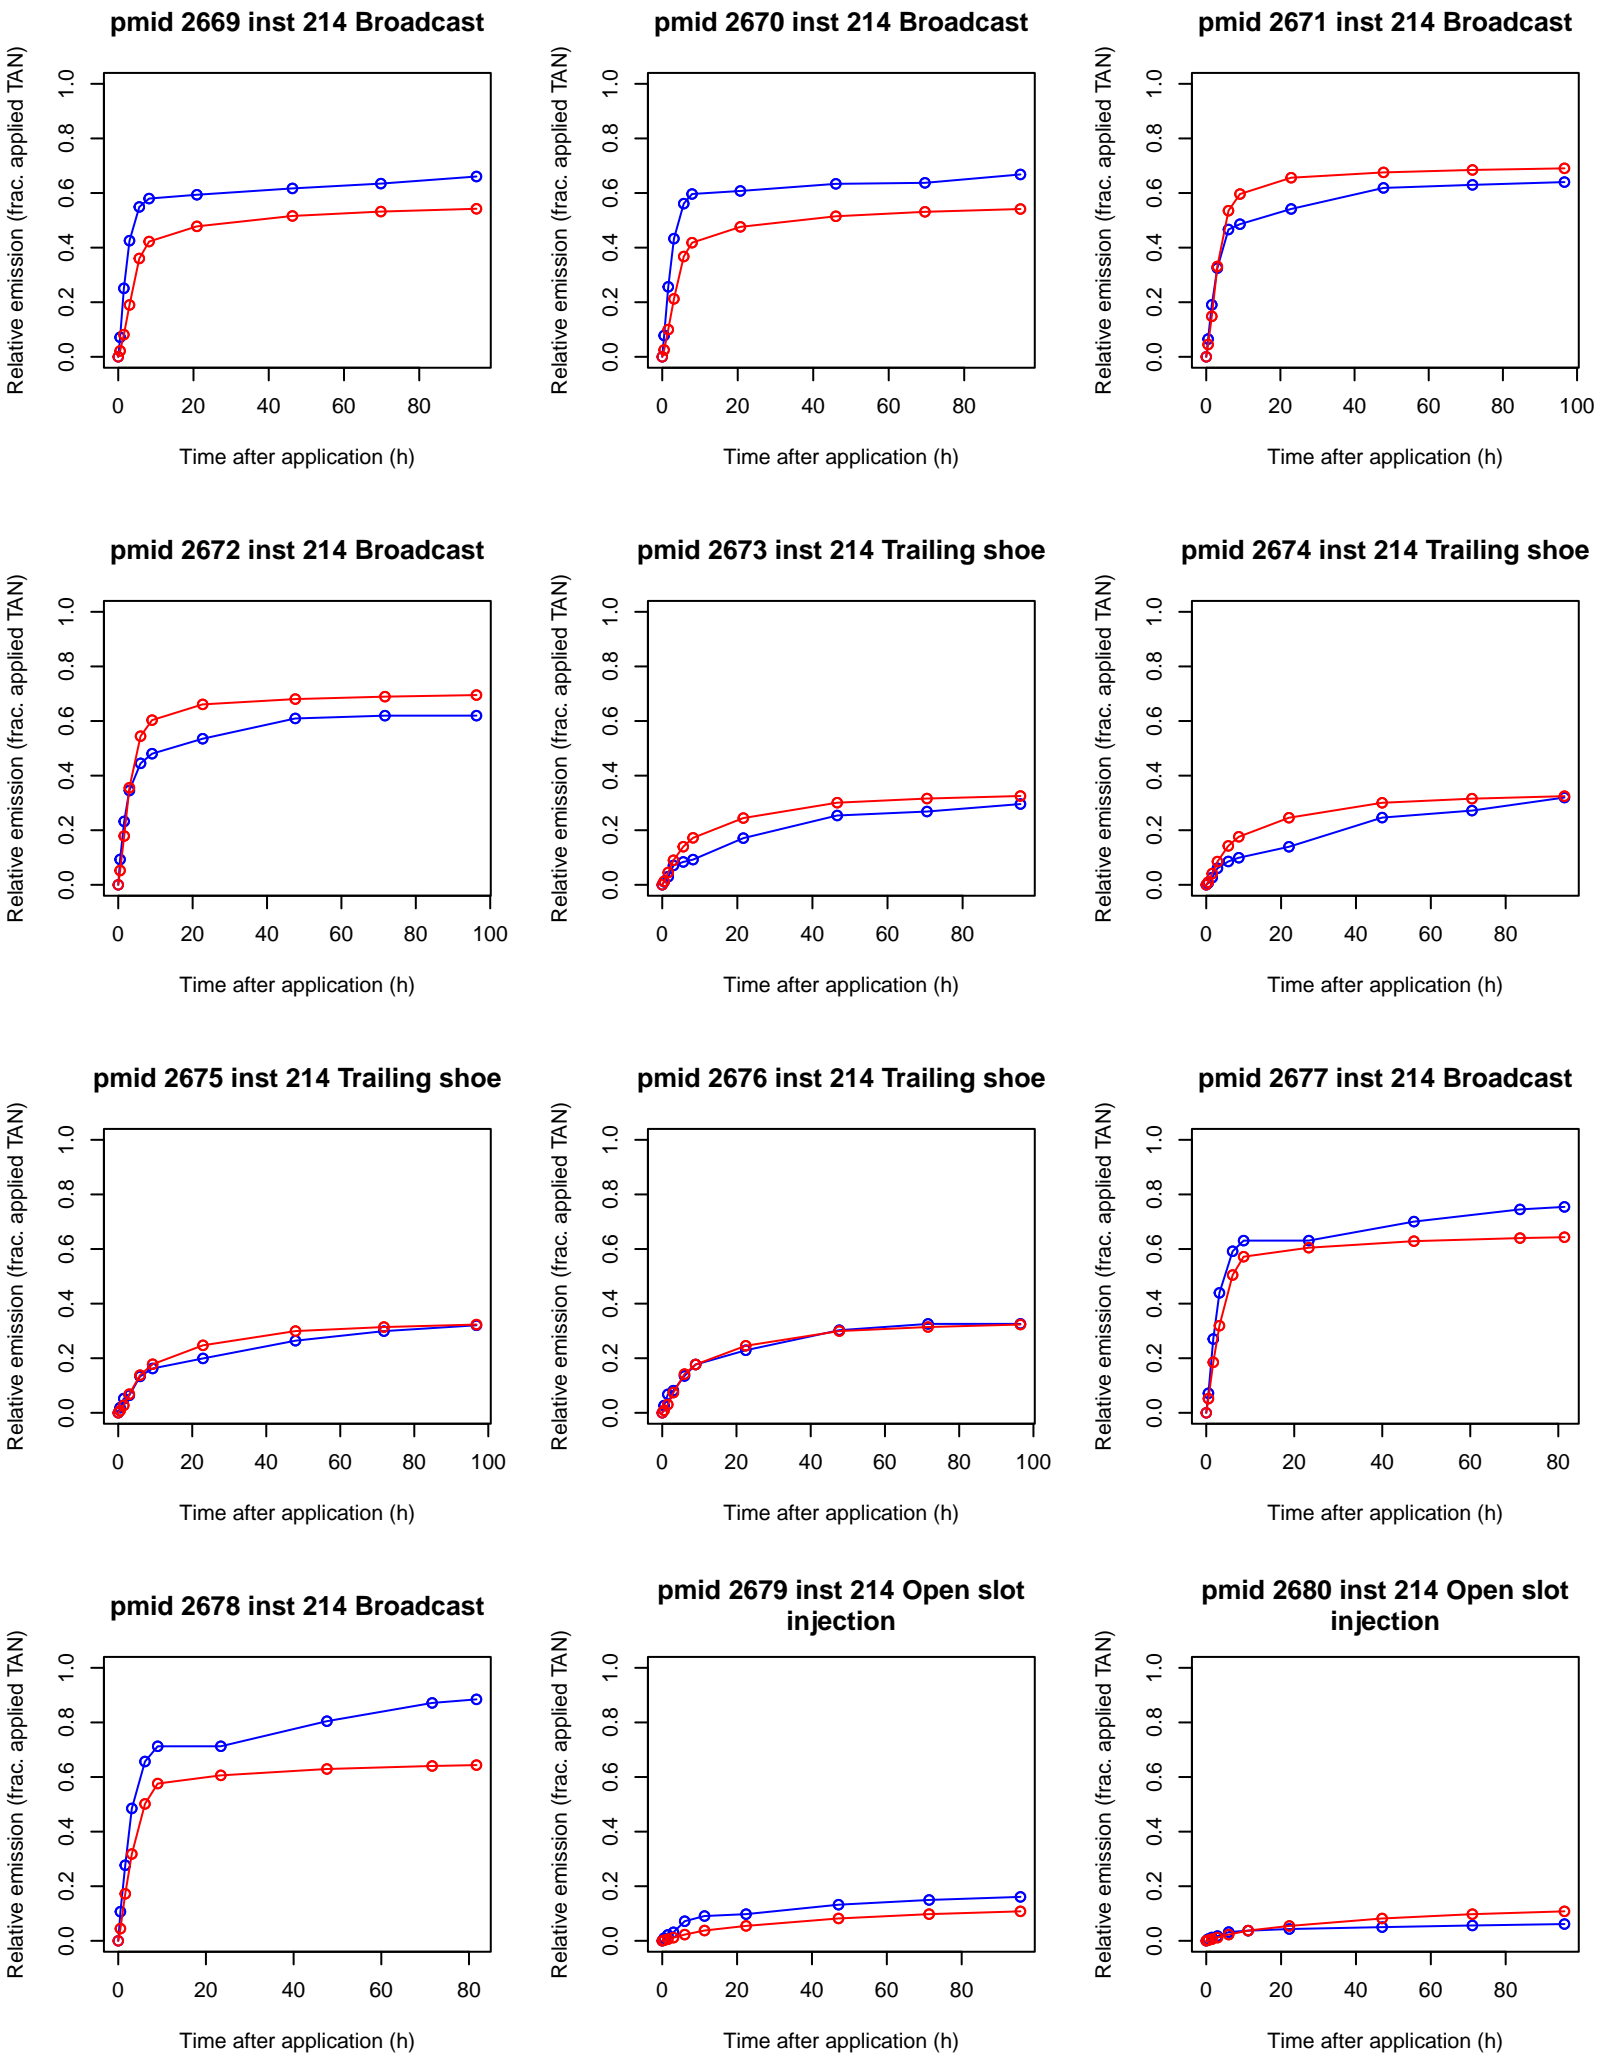 pmid 2669 inst 214 Broadcast
Relative emission (frac. applied TAN)
0.0 0.2 0.4 0.6 0.8 1.0
0 20 40 60 80
Time after application (h)
pmid 2670 inst 214 Broadcast
Relative emission (frac. applied TAN)
0.0 0.2 0.4 0.6 0.8 1.0
0 20 40 60 80
Time after application (h)
pmid 2671 inst 214 Broadcast
Relative emission (frac. applied TAN)
0.0 0.2 0.4 0.6 0.8 1.0
0 20 40 60 80 100
Time after application (h)
pmid 2672 inst 214 Broadcast
Relative emission (frac. applied TAN)
0.0 0.2 0.4 0.6 0.8 1.0
0 20 40 60 80 100
Time after application (h)
pmid 2673 inst 214 Trailing shoe
Relative emission (frac. applied TAN)
0.0 0.2 0.4 0.6 0.8 1.0
0 20 40 60 80
Time after application (h)
pmid 2674 inst 214 Trailing shoe
Relative emission (frac. applied TAN)
0.0 0.2 0.4 0.6 0.8 1.0
0 20 40 60 80
Time after application (h)
pmid 2675 inst 214 Trailing shoe
Relative emission (frac. applied TAN)
0.0 0.2 0.4 0.6 0.8 1.0
0 20 40 60 80 100
Time after application (h)
pmid 2676 inst 214 Trailing shoe
Relative emission (frac. applied TAN)
0.0 0.2 0.4 0.6 0.8 1.0
0 20 40 60 80 100
Time after application (h)
pmid 2677 inst 214 Broadcast
Relative emission (frac. applied TAN)
0.0 0.2 0.4 0.6 0.8 1.0
0 20 40 60 80
Time after application (h)
pmid 2678 inst 214 Broadcast
Relative emission (frac. applied TAN)
0.0 0.2 0.4 0.6 0.8 1.0
0 20 40 60 80
Time after application (h)
pmid 2679 inst 214 Open slot
injection
Relative emission (frac. applied TAN)
0.0 0.2 0.4 0.6 0.8 1.0
0 20 40 60 80
Time after application (h)
pmid 2680 inst 214 Open slot
injection
Relative emission (frac. applied TAN)
0.0 0.2 0.4 0.6 0.8 1.0
0 20 40 60 80
Time after application (h)